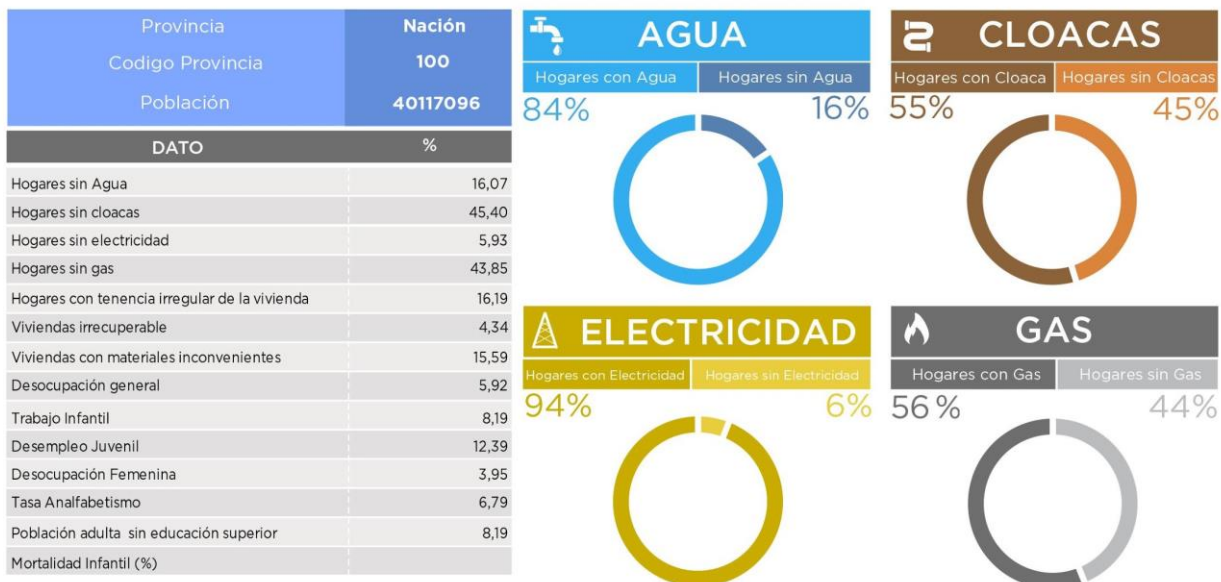 Provincia Nación
Codigo Provincia 100
Población 40117096
DATO %
Hogares sin Agua 16,07
Hogares sin cloacas 45,40
Hogares sin electricidad 5,93
Hogares sin gas 43,85
Hogares con tenencia irregular de la vivienda 16,19
Viviendas irrecuperable 4,34
Viviendas con materiales inconvenientes 15,59
Desocupación general 5,92
Trabajo Infantil 8,19
Desempleo Juvenil 12,39
Desocupación Femenina 3,95
Tasa Analfabetismo 6,79
Población adulta sin educación superior 8,19
Mortalidad Infantil (%)
AGUA
Hogares con Agua Hogares sin Agua
84% 16%
CLOACAS
Hogares con Cloaca Hogares sin Cloacas
55% 45%
ELECTRICIDAD
Hogares con Electricidad Hogares sin Electricidad
94% 6%
GAS
Hogares con Gas Hogares sin Gas
56 % 44%